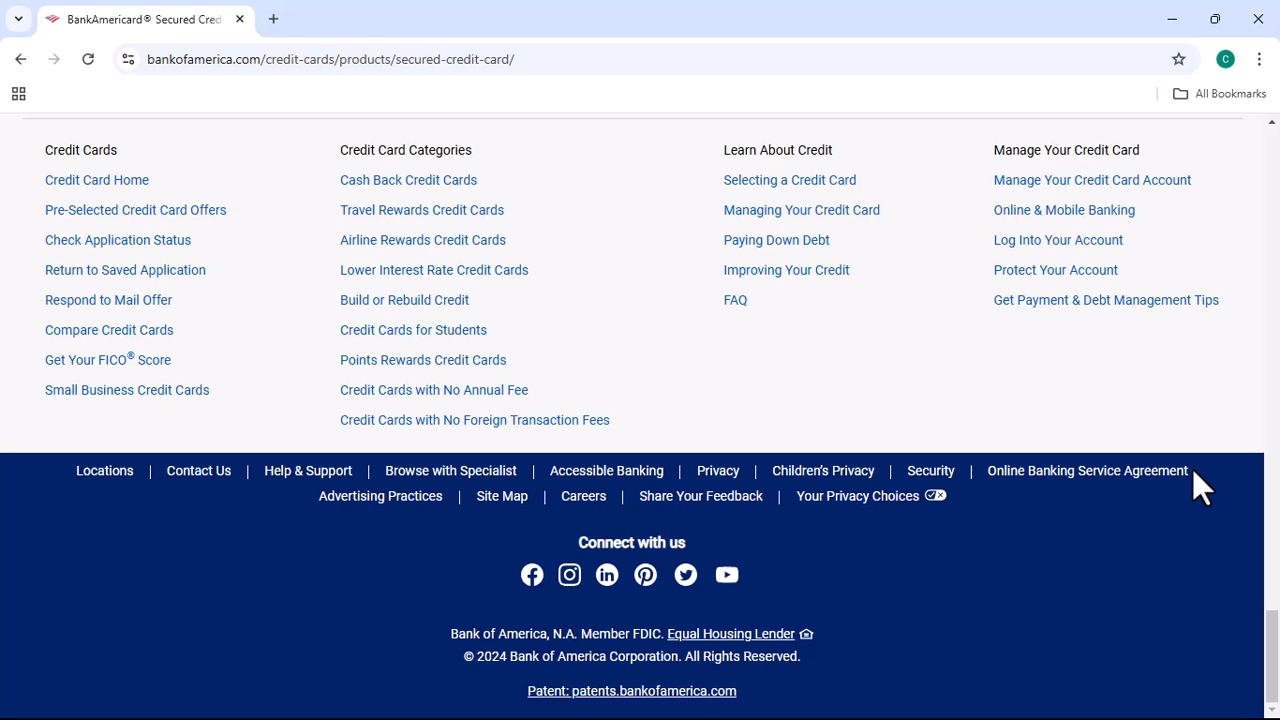 BankAmericard® Secured Cred
bankofamerica.com/credit-cards/products/secured-credit-card/
C
All Bookmarks
Credit Cards
Credit Card Home
Pre-Selected Credit Card Offers
Check Application Status
Return to Saved Application
Respond to Mail Offer
Compare Credit Cards
Get Your FICO® Score
Small Business Credit Cards
Credit Card Categories
Cash Back Credit Cards
Travel Rewards Credit Cards
Airline Rewards Credit Cards
Lower Interest Rate Credit Cards
Build or Rebuild Credit
Credit Cards for Students
Points Rewards Credit Cards
Credit Cards with No Annual Fee
Credit Cards with No Foreign Transaction Fees
Learn About Credit
Selecting a Credit Card
Managing Your Credit Card
Paying Down Debt
Improving Your Credit
FAQ
Manage Your Credit Card
Manage Your Credit Card Account
Online & Mobile Banking
Log Into Your Account
Protect Your Account
Get Payment & Debt Management Tips
Locations | Contact Us | Help & Support | Browse with Specialist | Accessible Banking | Privacy | Children's Privacy | Security | Online Banking Service Agreement
Advertising Practices | Site Map | Careers | Share Your Feedback | Your Privacy Choices
Connect with us
Bank of America, N.A. Member FDIC. Equal Housing Lender
© 2024 Bank of America Corporation. All Rights Reserved.
Patent: patents.bankofamerica.com